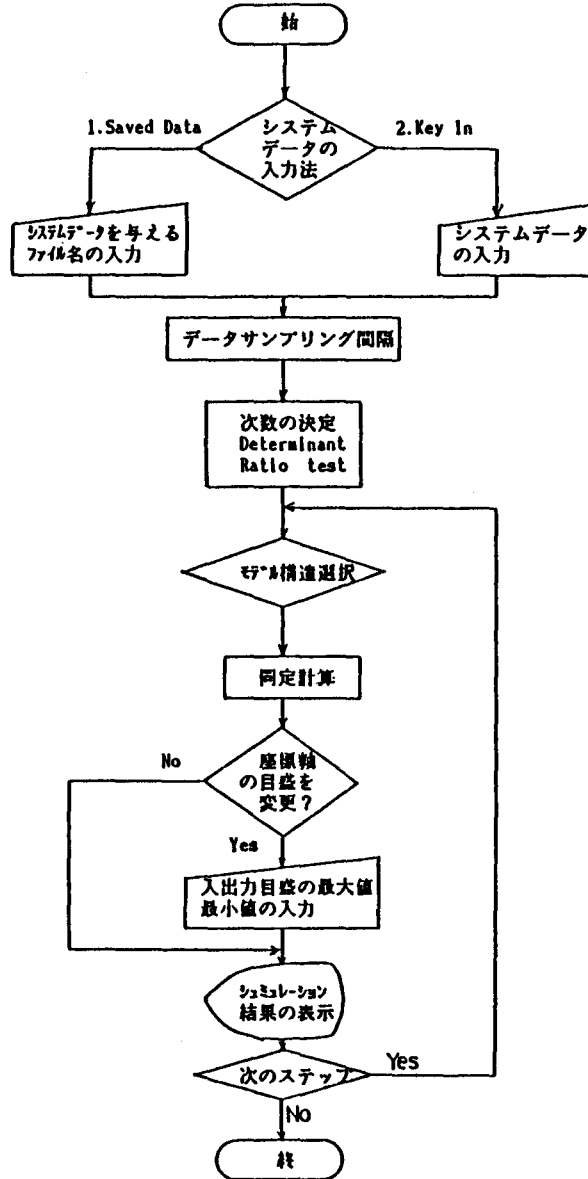 始
1.Saved Data
システム
データの
入力法
2.Key In
システムデータを与える
ファイル名の入力
システムデータ
の入力
データサンプリング間隔
次数の決定
Determinant
Ratio test
モデル構造選択
同定計算
No
座標軸
の目盛を
変更?
Yes
入出力目盛の最大値
最小値の入力
シュミレーション
結果の表示
次のステップ
Yes
No
終